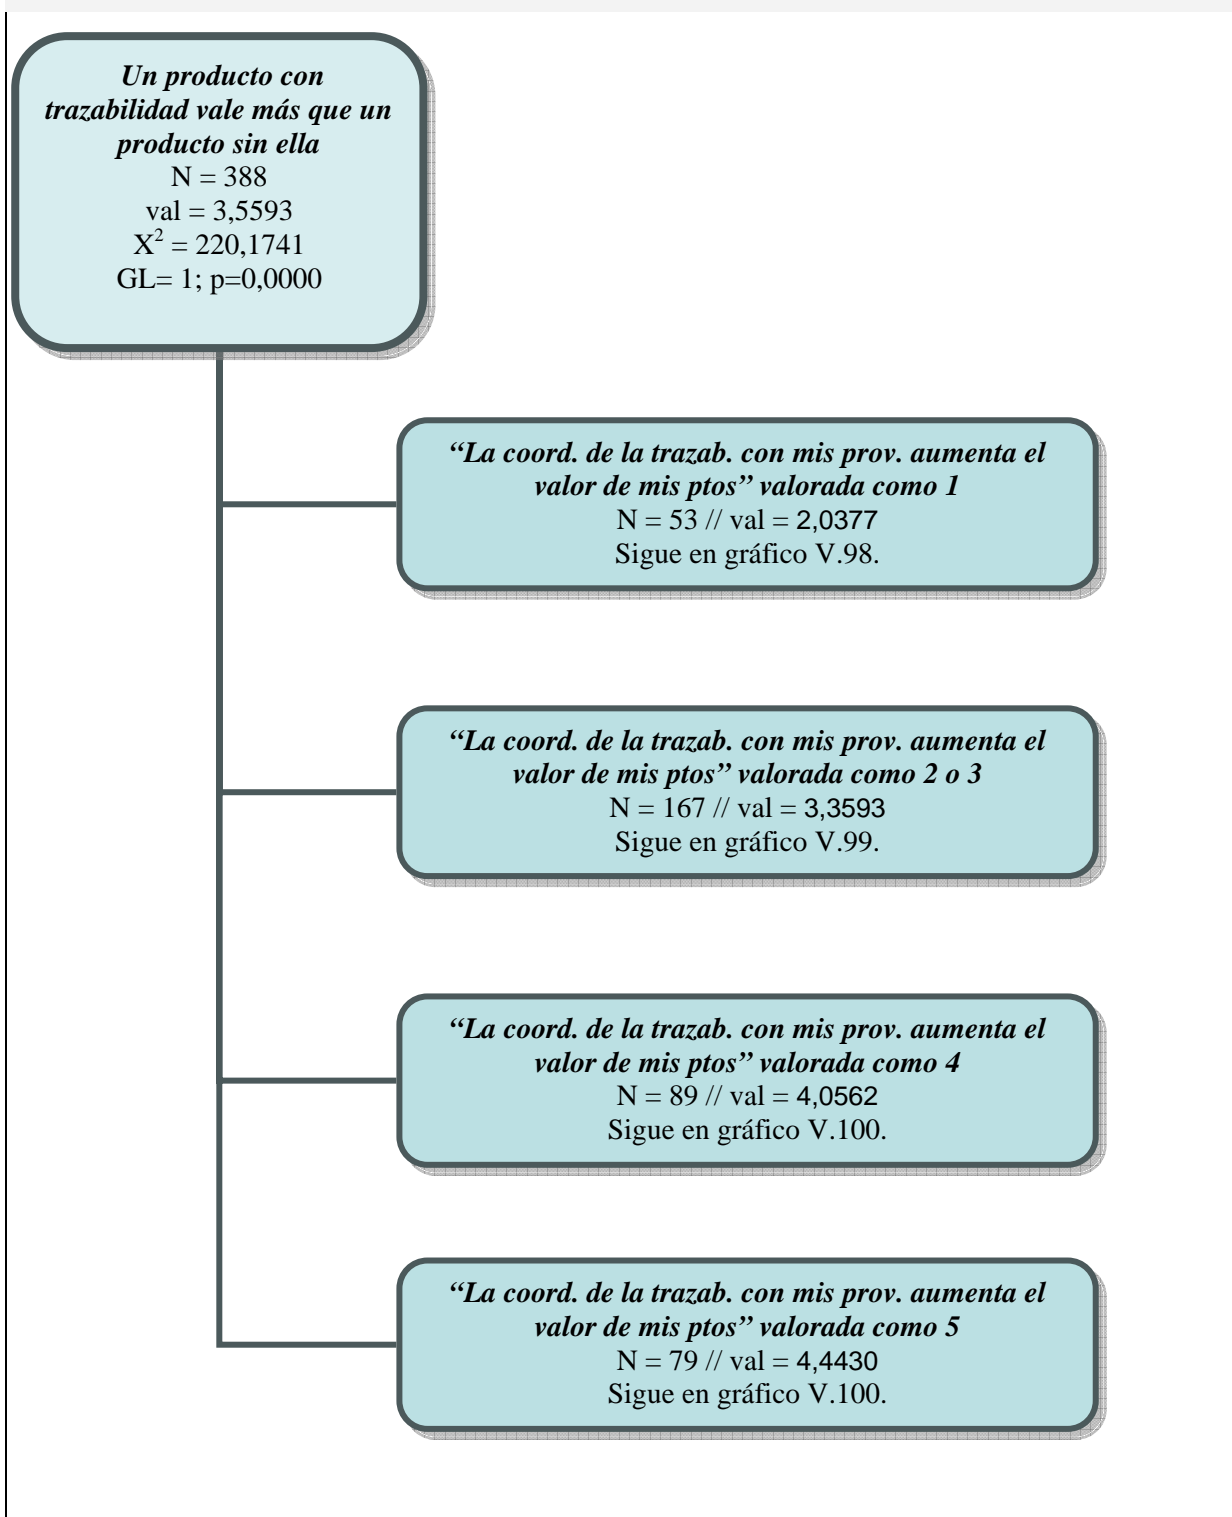 Un producto con
trazabilidad vale más que un
producto sin ella
N = 388
val = 3,5593
X² = 220,1741
GL= 1; p=0,0000
“La coord. de la trazab. con mis prov. aumenta el
valor de mis ptos” valorada como 1
N = 53 // val = 2,0377
Sigue en gráfico V.98.
“La coord. de la trazab. con mis prov. aumenta el
valor de mis ptos” valorada como 2 o 3
N = 167 // val = 3,3593
Sigue en gráfico V.99.
“La coord. de la trazab. con mis prov. aumenta el
valor de mis ptos” valorada como 4
N = 89 // val = 4,0562
Sigue en gráfico V.100.
“La coord. de la trazab. con mis prov. aumenta el
valor de mis ptos” valorada como 5
N = 79 // val = 4,4430
Sigue en gráfico V.100.